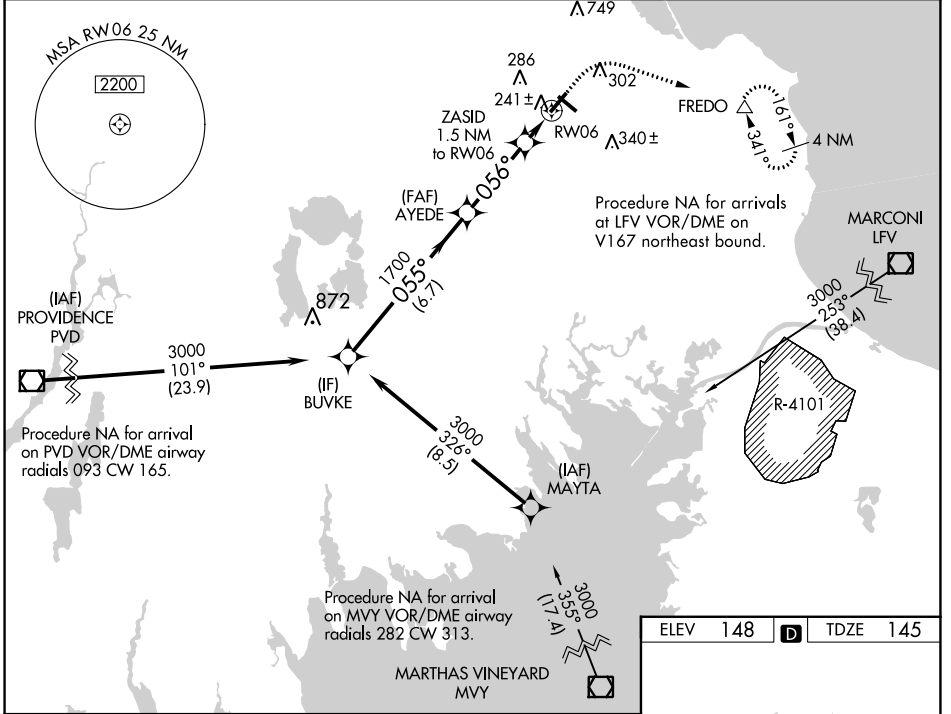 MSA RW06 25 NM
2200
749
286
241±
302
FREDO
161°
341°
4 NM
ZASID
1.5 NM
to RW06
RW06
340±
056°
(FAF)
AYEDE
Procedure NA for arrivals
at LFV VOR/DME on
V167 northeast bound.
MARCONI
LFV
1700
055°
(6.7)
872
3000
253°
(38.4)
(IAF)
PROVIDENCE
PVD
3000
101°
(23.9)
(IF)
BUVKE
R-4101
Procedure NA for arrival
on PVD VOR/DME airway
radials 093 CW 165.
3000
326°
(8.5)
(IAF)
MAYTA
Procedure NA for arrival
on MVY VOR/DME airway
radials 282 CW 313.
3000
355°
(17.4)
MARTHAS VINEYARD
MVY
ELEV 148 D TDZE 145